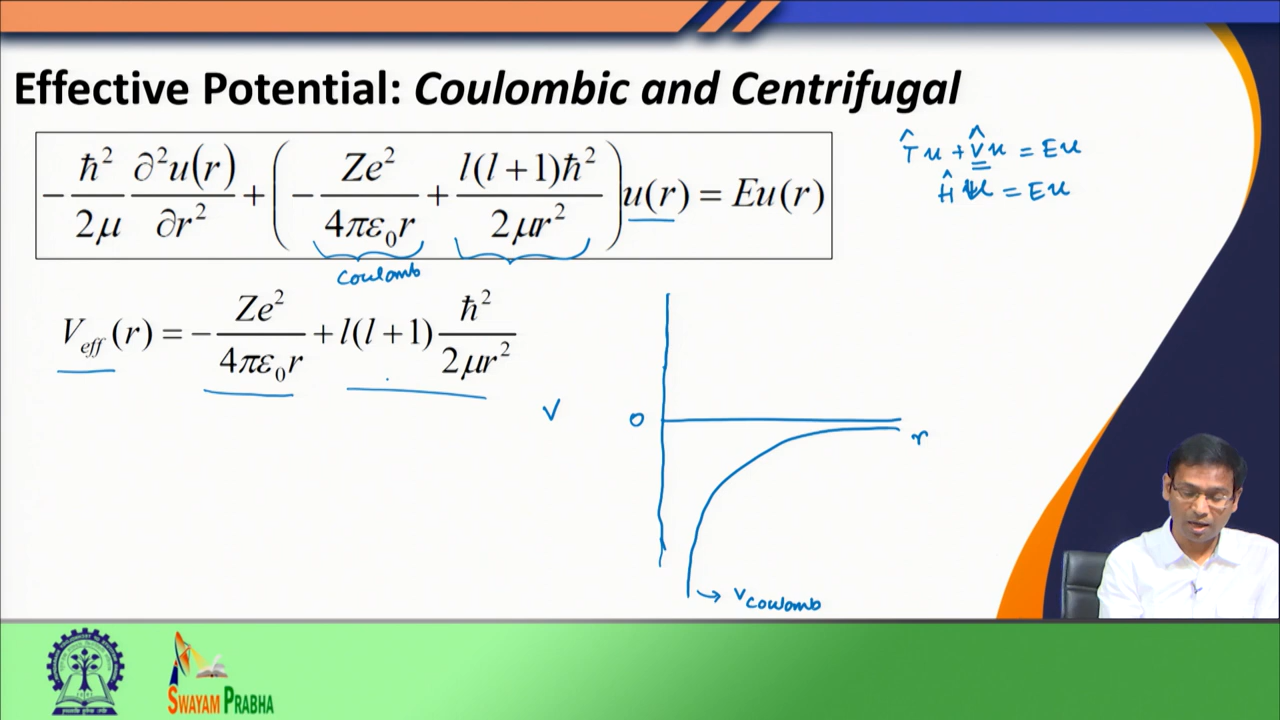 Effective Potential: Coulombic and Centrifugal
-ħ²/2μ ∂²u(r)/∂r² + (-Ze²/4πε₀r + l(l+1)ħ²/2μr²)u(r) = Eu(r)
T̂u + V̂u = Eu
Ĥu = Eu
Coulomb
V_eff(r) = -Ze²/4πε₀r + l(l+1)ħ²/2μr²
V
0
r
→ V_Coulomb
SWAYAM PRABHA